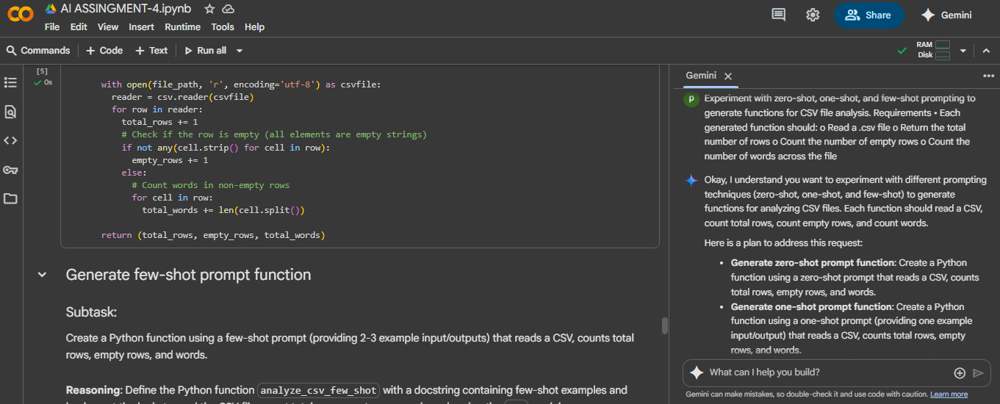 AI ASSINGMENT-4.ipynb
File Edit View Insert Runtime Tools Help
Share
Gemini
Commands + Code + Text Run all
RAM
Disk
[5]
0s
with open(file_path, 'r', encoding='utf-8') as csvfile:
reader = csv.reader(csvfile)
for row in reader:
total_rows += 1
# Check if the row is empty (all elements are empty strings)
if not any(cell.strip() for cell in row):
empty_rows += 1
else:
# Count words in non-empty rows
for cell in row:
total_words += len(cell.split())
return (total_rows, empty_rows, total_words)
Generate few-shot prompt function
Subtask:
Create a Python function using a few-shot prompt (providing 2-3 example input/outputs) that reads a CSV, counts total
rows, empty rows, and words.
Reasoning: Define the Python function analyze_csv_few_shot with a docstring containing few-shot examples and
Gemini
P
Experiment with zero-shot, one-shot, and few-shot prompting to
generate functions for CSV file analysis. Requirements • Each
generated function should: o Read a .csv file o Return the total
number of rows o Count the number of empty rows o Count the
number of words across the file
Okay, I understand you want to experiment with different prompting
techniques (zero-shot, one-shot, and few-shot) to generate
functions for analyzing CSV files. Each function should read a CSV,
count total rows, count empty rows, and count words.
Here is a plan to address this request:
• Generate zero-shot prompt function: Create a Python
function using a zero-shot prompt that reads a CSV, counts
total rows, empty rows, and words.
• Generate one-shot prompt function: Create a Python
function using a one-shot prompt (providing one example
input/output) that reads a CSV, counts total rows, empty
rows, and words.
What can I help you build?
Gemini can make mistakes, so double-check it and use code with caution. Learn more